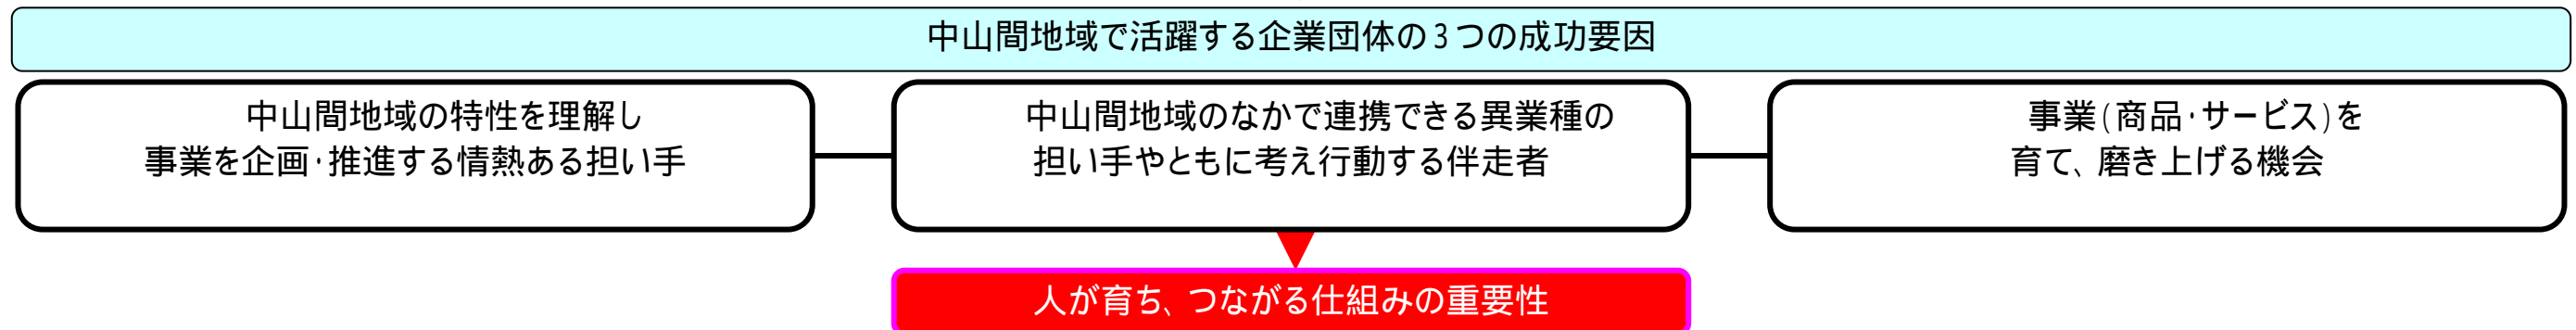 中山間地域で活躍する企業団体の3つの成功要因
中山間地域の特性を理解し
事業を企画・推進する情熱ある担い手
中山間地域のなかで連携できる異業種の
担い手やともに考え行動する伴走者
事業(商品・サービス)を
育て、磨き上げる機会
人が育ち、つながる仕組みの重要性